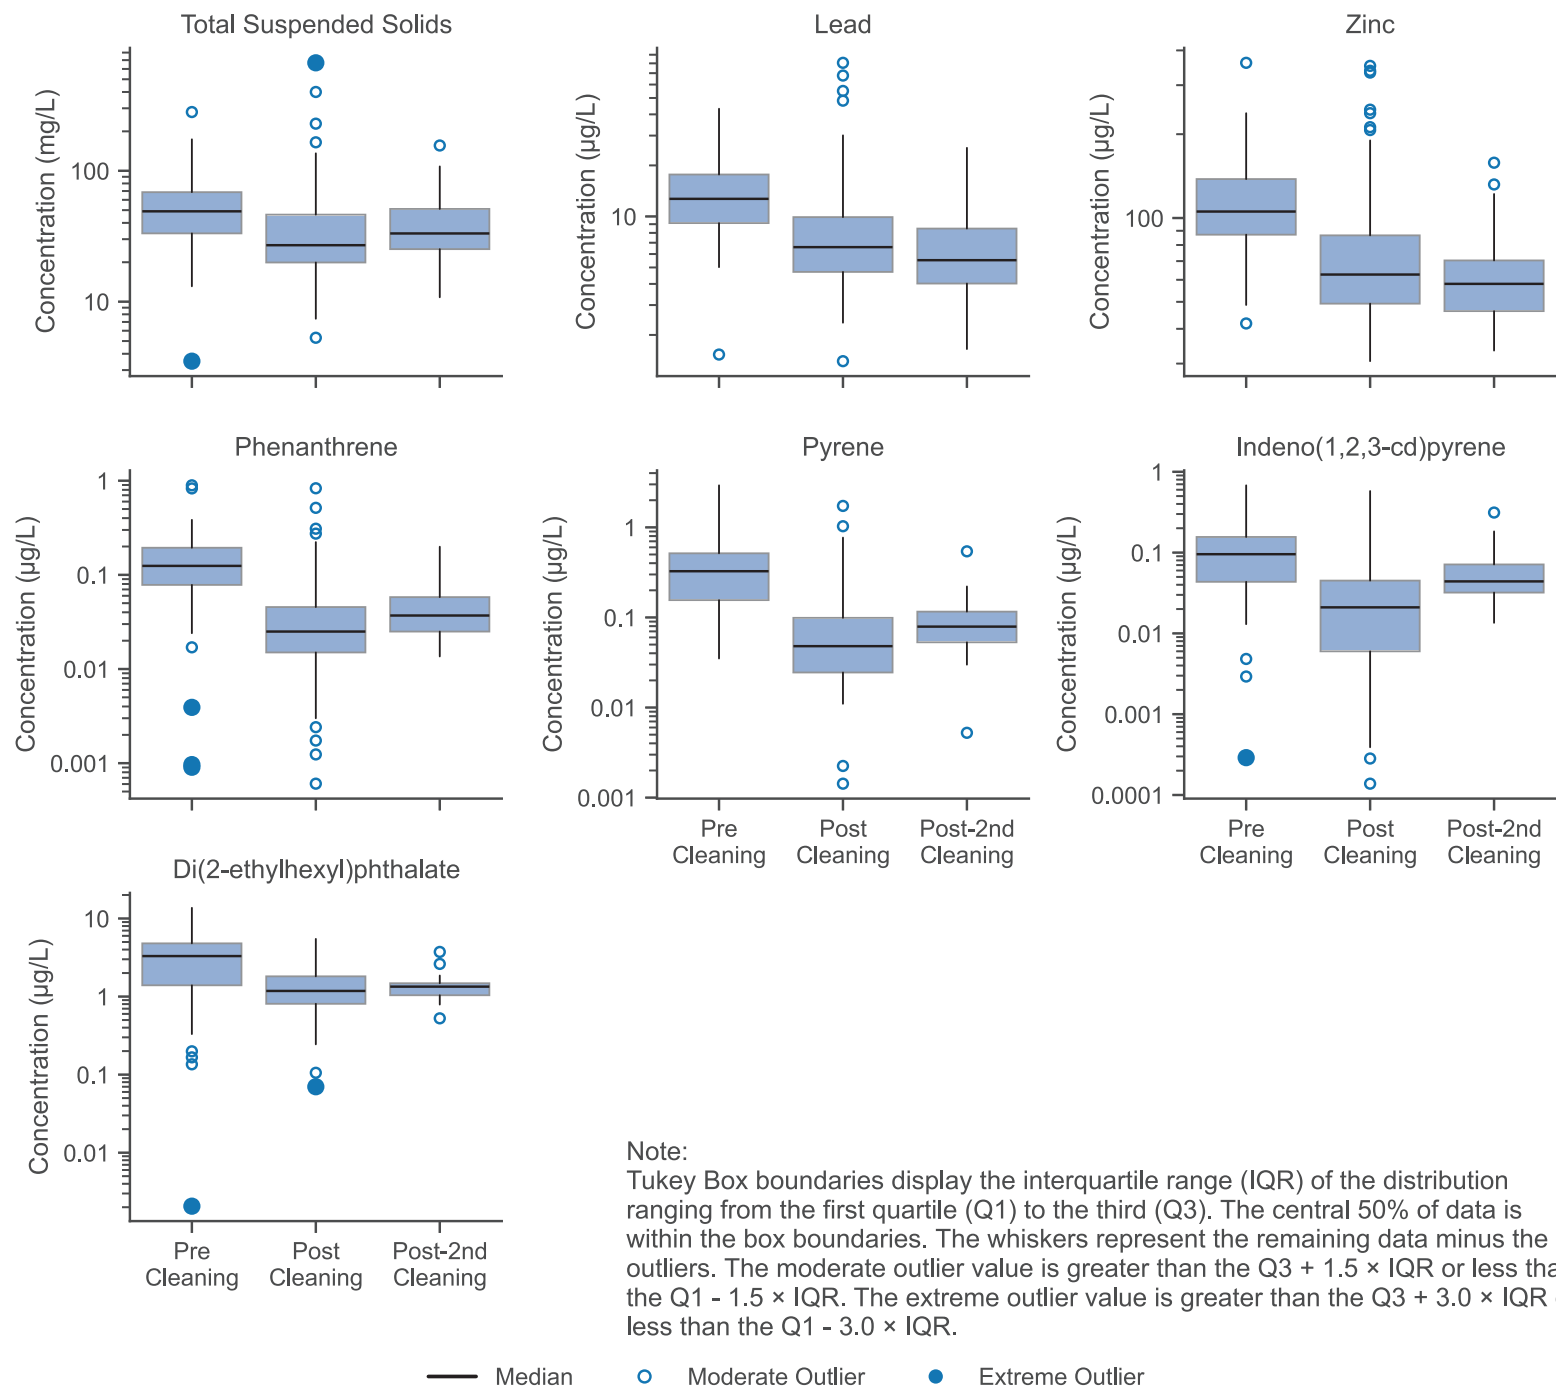 Total Suspended Solids
Lead
Zinc
Concentration (mg/L)
100
10
Concentration (µg/L)
10
Concentration (µg/L)
100
Phenanthrene
Pyrene
Indeno(1,2,3-cd)pyrene
Concentration (µg/L)
1
0.1
0.01
0.001
Concentration (µg/L)
1
0.1
0.01
0.001
Concentration (µg/L)
1
0.1
0.01
0.001
0.0001
Pre
Cleaning
Post
Cleaning
Post-2nd
Cleaning
Pre
Cleaning
Post
Cleaning
Post-2nd
Cleaning
Di(2-ethylhexyl)phthalate
Concentration (µg/L)
10
1
0.1
0.01
Pre
Cleaning
Post
Cleaning
Post-2nd
Cleaning
Note:
Tukey Box boundaries display the interquartile range (IQR) of the distribution
ranging from the first quartile (Q1) to the third (Q3). The central 50% of data is
within the box boundaries. The whiskers represent the remaining data minus the
outliers. The moderate outlier value is greater than the Q3 + 1.5 × IQR or less tha
the Q1 - 1.5 × IQR. The extreme outlier value is greater than the Q3 + 3.0 × IQR
less than the Q1 - 3.0 × IQR.
Median
Moderate Outlier
Extreme Outlier